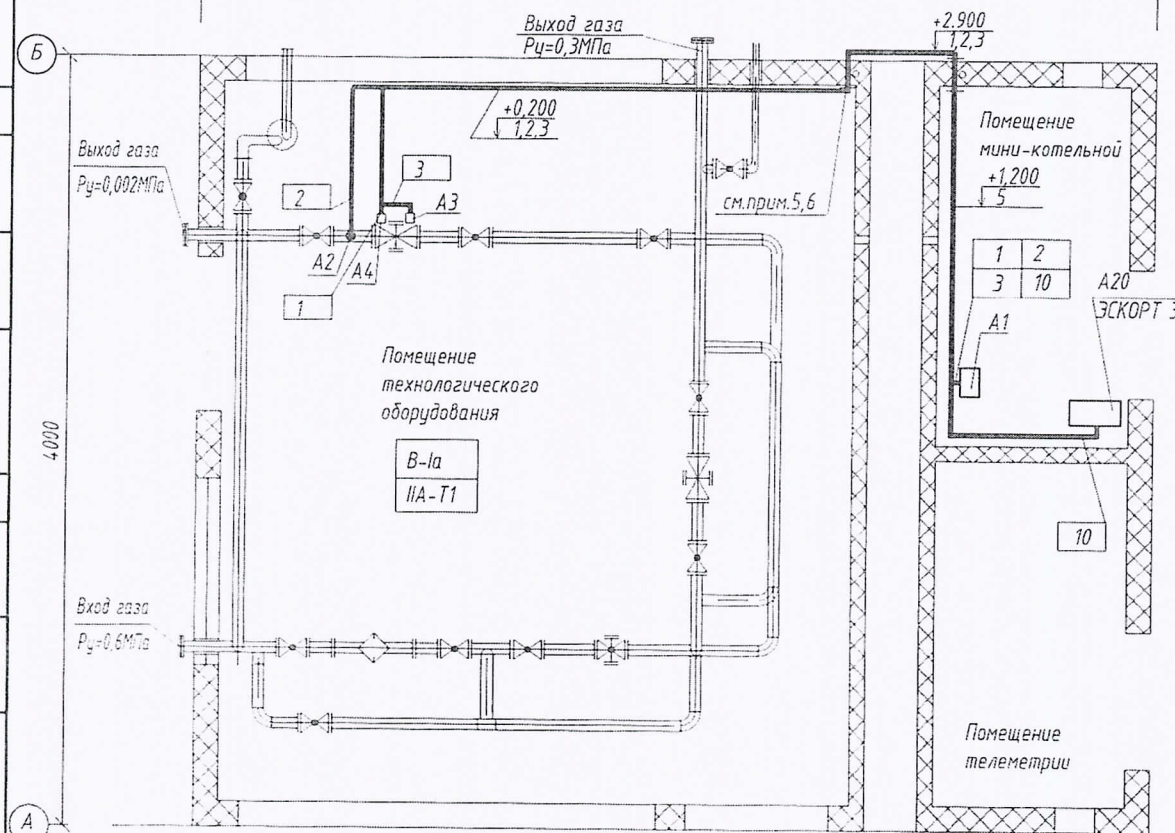 Б
Выход газа
Ру=0,3МПа
+2,900
1,2,3
Выход газа
Ру=0,002МПа
+0,200
1,2,3
см.прим.5,6
Помещение
мини-котельной
+1,200
5
2
3
А3
А2
А4
1
1 2
3 10
А1
А20
ЭСКОРТ
Помещение
технологического
оборудования
В-Iа
IIА-Т1
4000
10
Вход газа
Ру=0,6МПа
Помещение
телеметрии
А